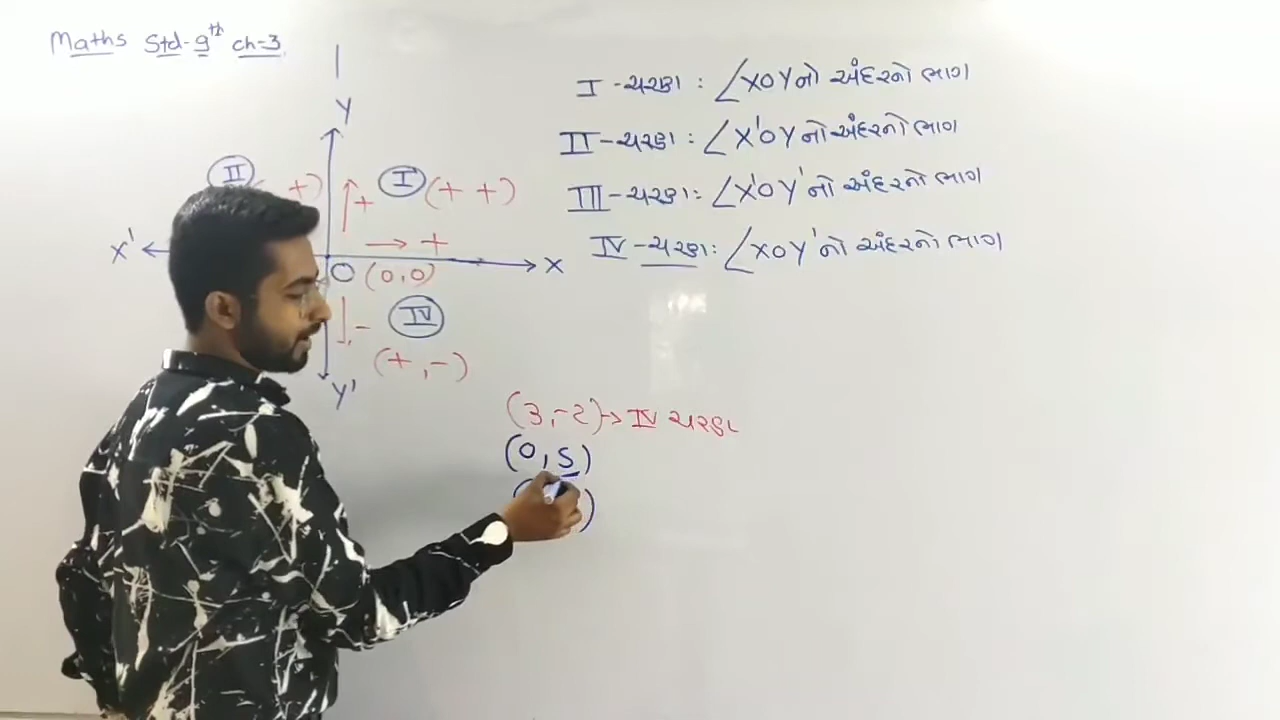 Maths Std-9th ch-3
Y
II
+)
I (+ +)
+
X'
→ +
X
O (0,0)
-
IV
(+,-)
Y'
I -ચરણ : ∠XOY નો અંદરનો ભાગ
II -ચરણ : ∠X'OY નો અંદરનો ભાગ
III -ચરણ: ∠X'OY' નો અંદરનો ભાગ
IV -ચરણ: ∠XOY' નો અંદરનો ભાગ
(3,-2)→ IV ચરણ
(0,5)
( )